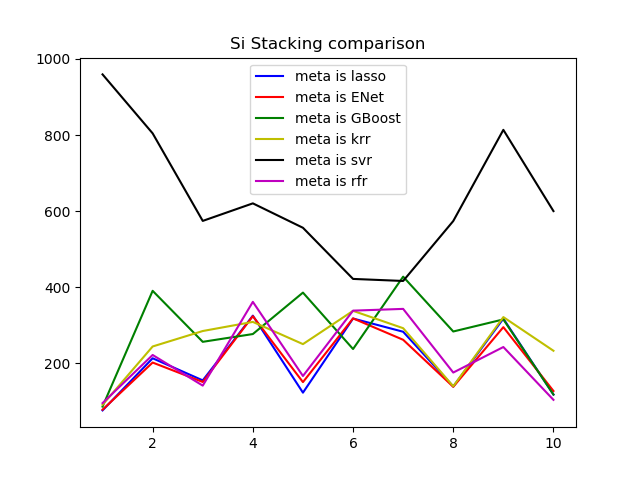 Si Stacking comparison
1000
800
600
400
200
meta is lasso
meta is ENet
meta is GBoost
meta is krr
meta is svr
meta is rfr
2 4 6 8 10